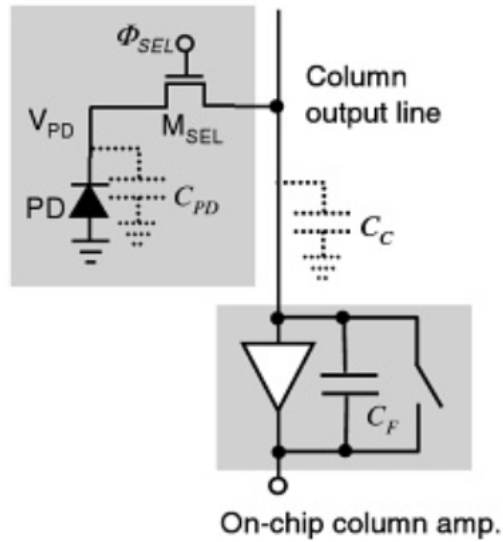 Φ_SEL
Column
output line
V_PD
M_SEL
PD
C_PD
C_C
C_F
On-chip column amp.